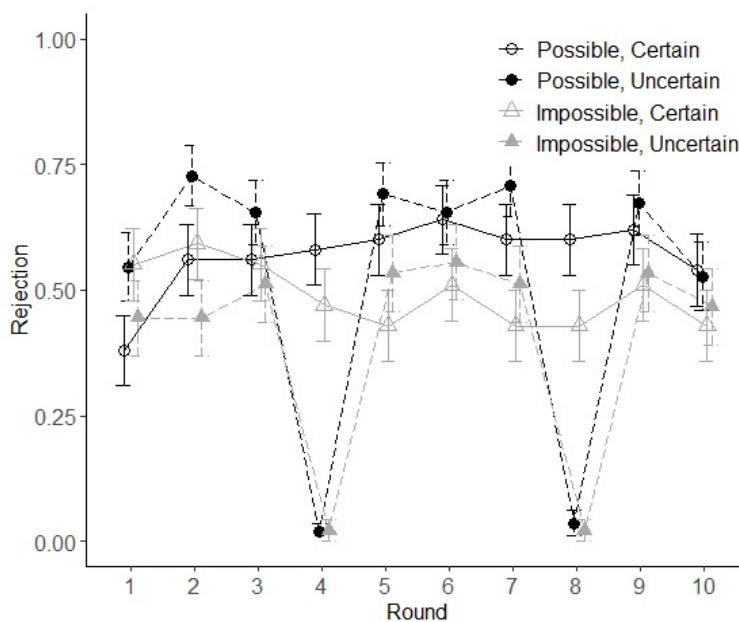 1.00
Possible, Certain
Possible, Uncertain
Impossible, Certain
Impossible, Uncertain
0.75
0.50
0.25
0.00
Rejection
1 2 3 4 5 6 7 8 9 10
Round